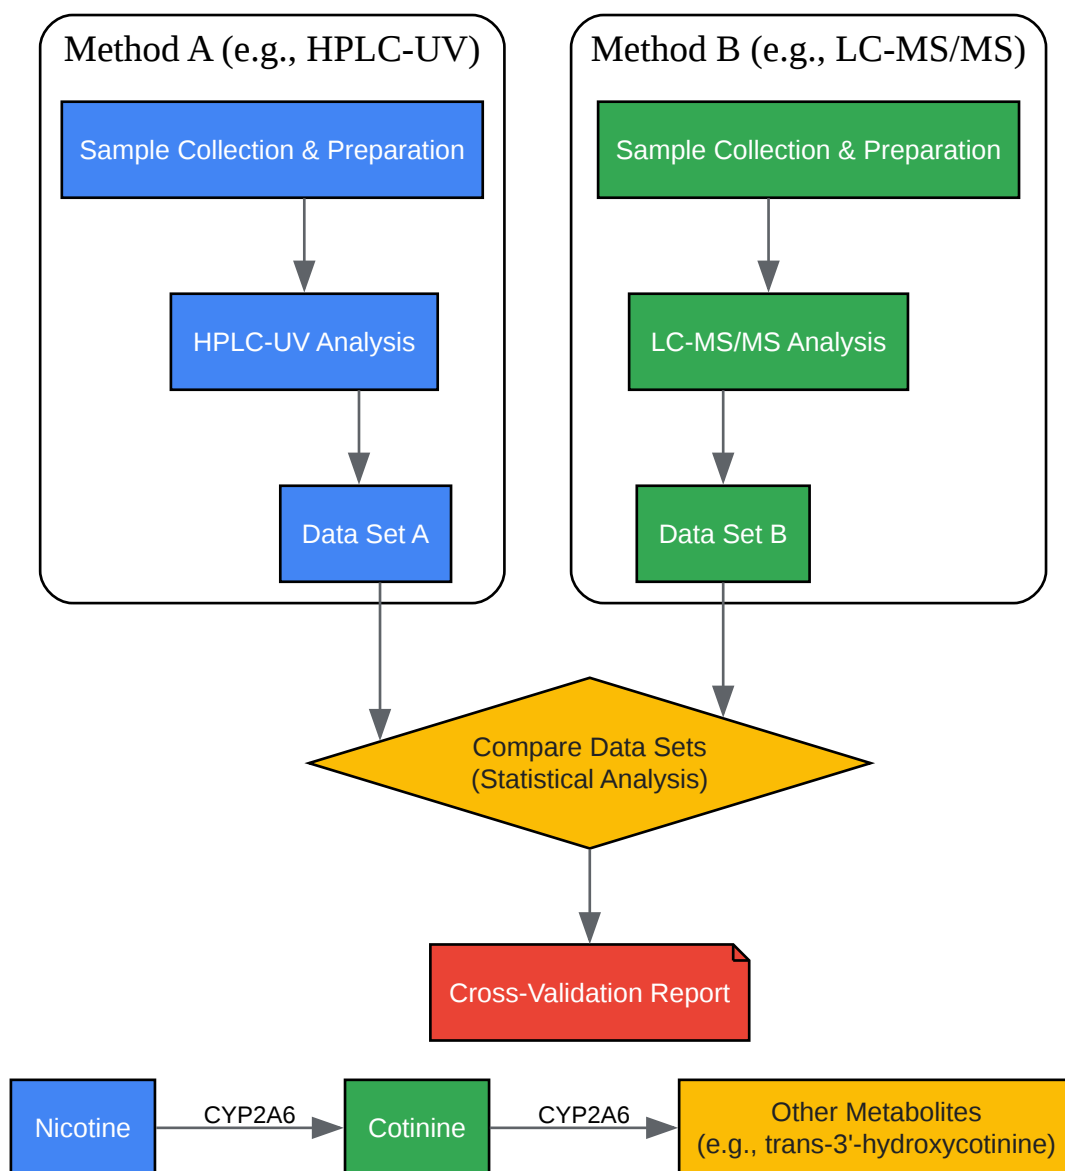 Method A (e.g., HPLC-UV)
Sample Collection & Preparation
HPLC-UV Analysis
Data Set A
Method B (e.g., LC-MS/MS)
Sample Collection & Preparation
LC-MS/MS Analysis
Data Set B
Compare Data Sets
(Statistical Analysis)
Cross-Validation Report
Nicotine
CYP2A6
Cotinine
CYP2A6
Other Metabolites
(e.g., trans-3'-hydroxycotinine)